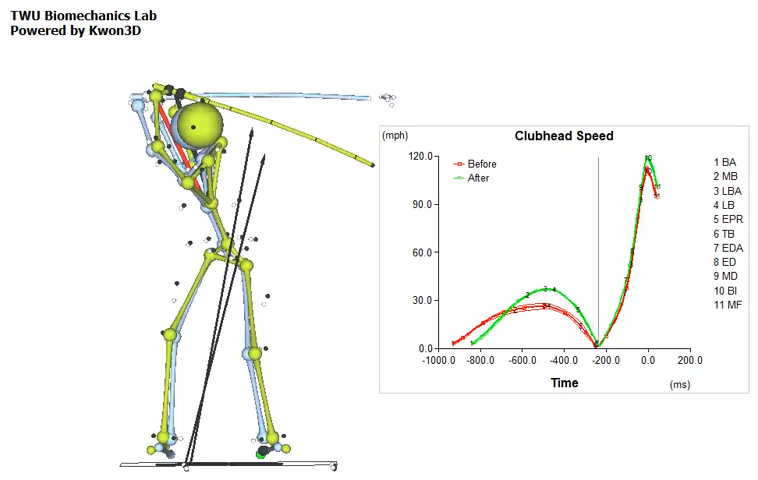 TWU Biomechanics Lab
Powered by Kwon3D
(mph)
Clubhead Speed
Before
After
120.0
90.0
60.0
30.0
0.0
-1000.0 -800.0 -600.0 -400.0 -200.0 0.0 200.0
Time
(ms)
1 BA
2 MB
3 LBA
4 LB
5 EPR
6 TB
7 EDA
8 ED
9 MD
10 BI
11 MF